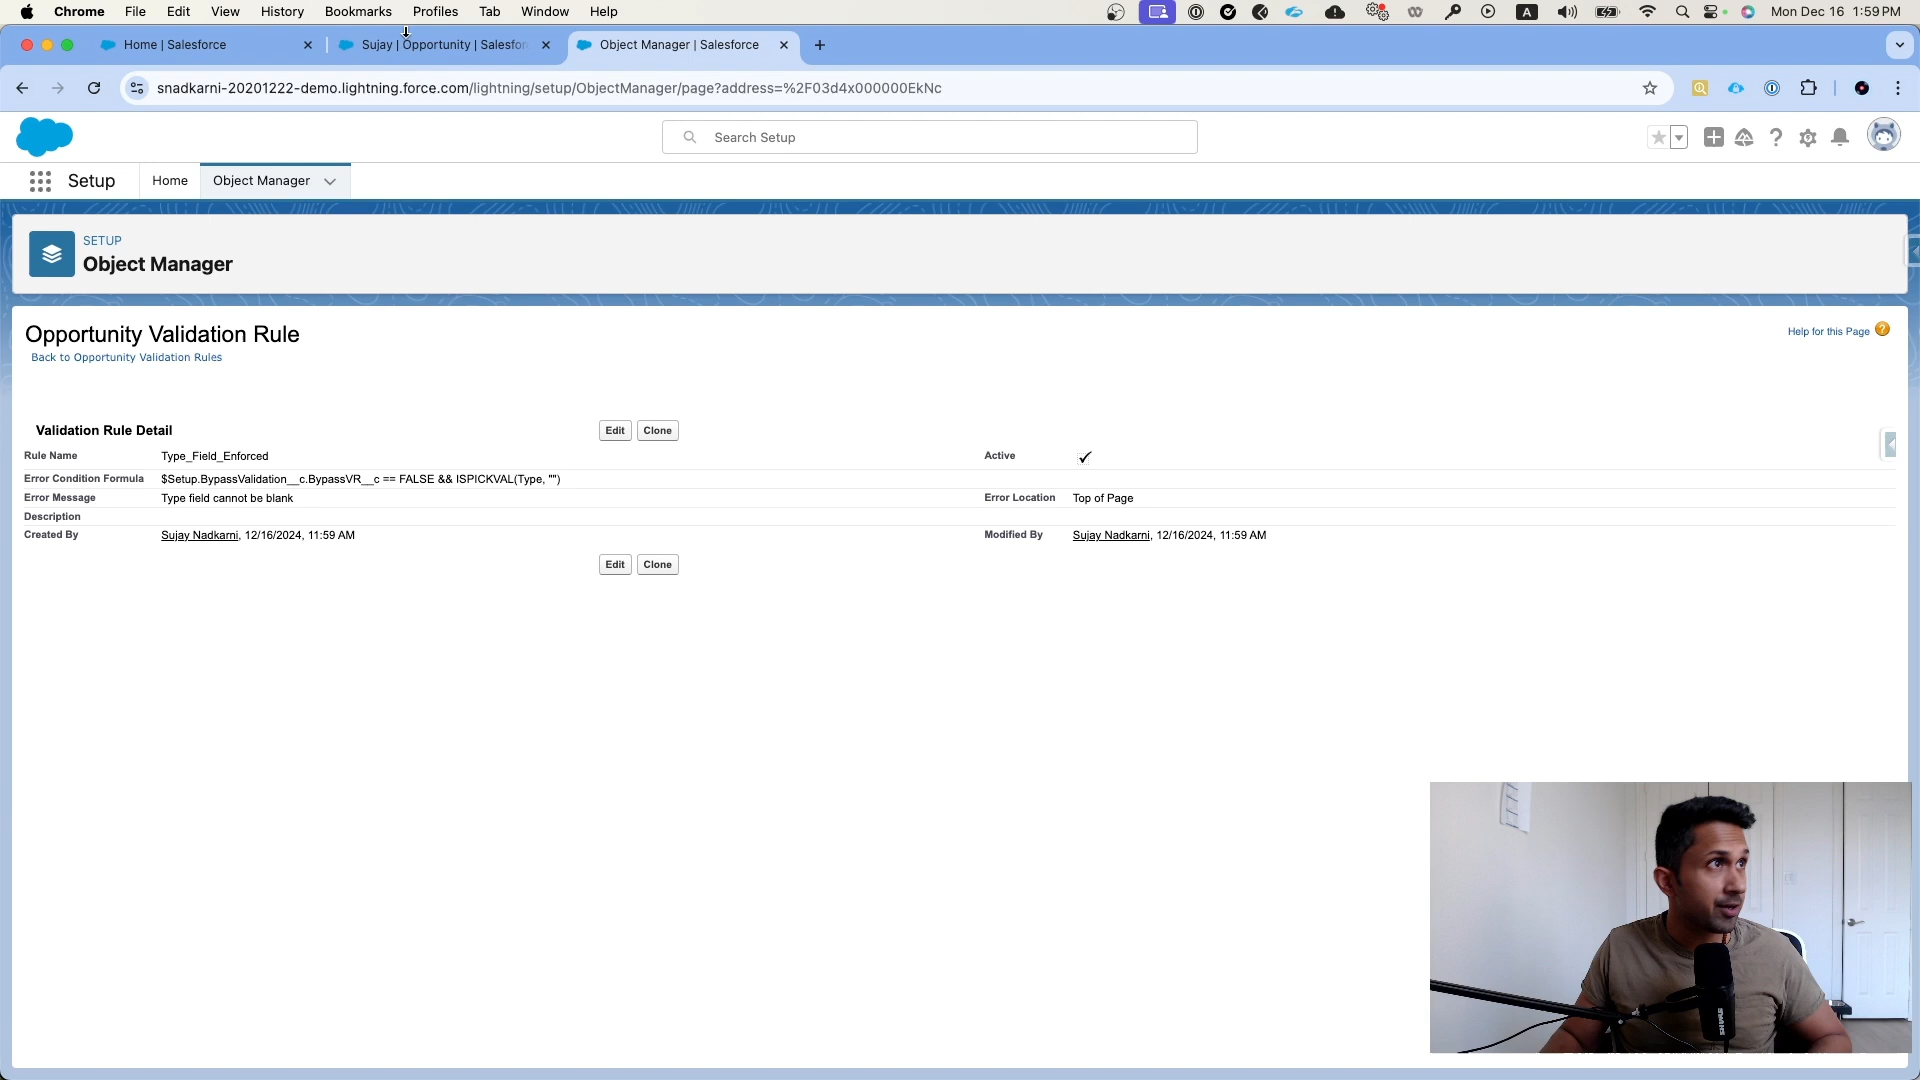 Chrome File Edit View History Bookmarks Profiles Tab Window Help
A Mon Dec 16 1:59 PM
Home | Salesforce
Sujay | Opportunity | Salesfor
Object Manager | Salesforce
snadkarni-20201222-demo.lightning.force.com/lightning/setup/ObjectManager/page?address=%2F03d4x000000EkNc
Search Setup
Setup Home Object Manager
SETUP
Object Manager
Opportunity Validation Rule
Help for this Page ?
Back to Opportunity Validation Rules
Validation Rule Detail Edit Clone
Rule Name Type_Field_Enforced Active
Error Condition Formula $Setup.BypassValidation__c.BypassVR__c == FALSE && ISPICKVAL(Type, "")
Error Message Type field cannot be blank Error Location Top of Page
Description
Created By Sujay Nadkarni, 12/16/2024, 11:59 AM Modified By Sujay Nadkarni, 12/16/2024, 11:59 AM
Edit Clone